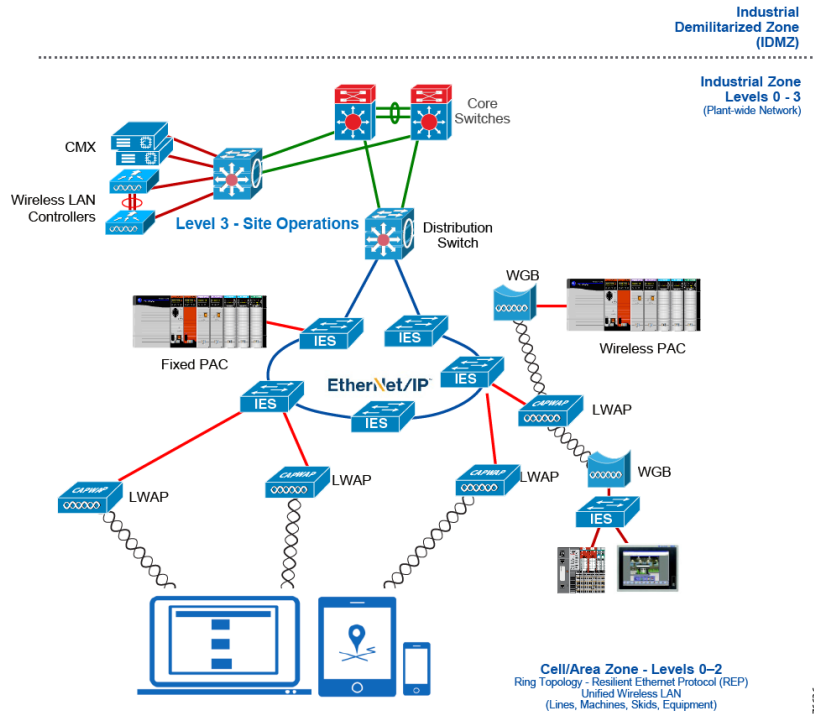 Industrial
Demilitarized Zone
(IDMZ)
Industrial Zone
Levels 0 - 3
(Plant-wide Network)
Core
Switches
CMX
Wireless LAN
Controllers
Level 3 - Site Operations
Distribution
Switch
WGB
Wireless PAC
Fixed PAC
IES
IES
IES
IES
IES
EtherNet/IP
CAPWAP
LWAP
CAPWAP
LWAP
CAPWAP
LWAP
CAPWAP
LWAP
WGB
IES
Cell/Area Zone - Levels 0–2
Ring Topology - Resilient Ethernet Protocol (REP)
Unified Wireless LAN
(Lines, Machines, Skids, Equipment)